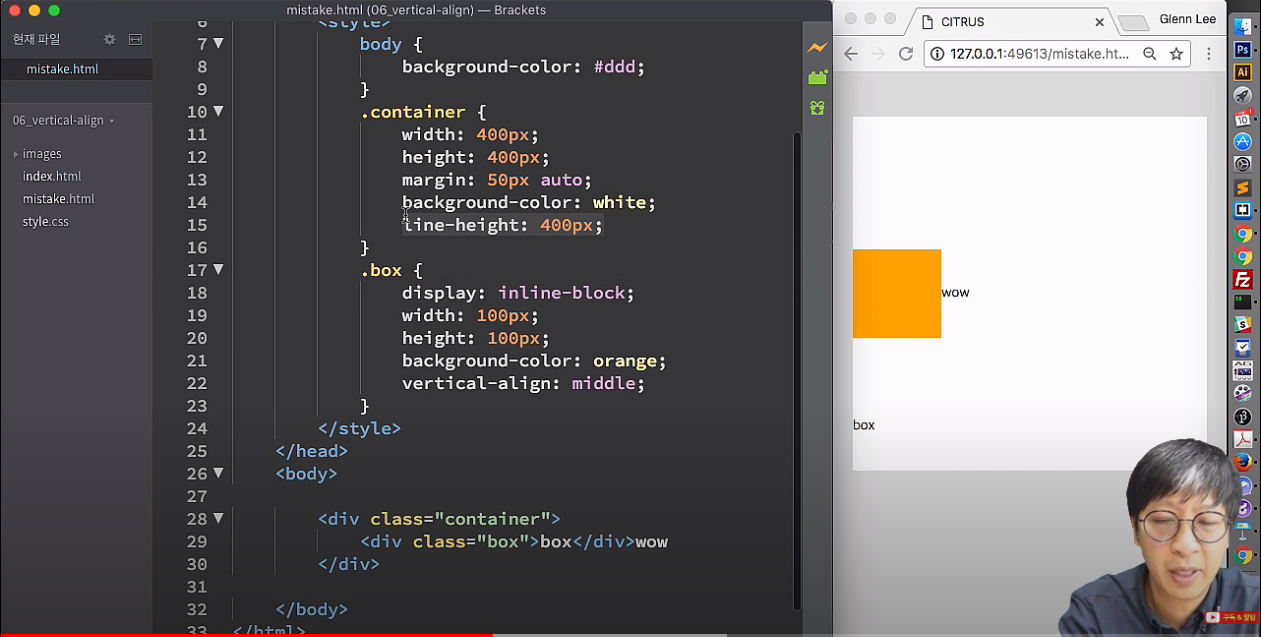 mistake.html (06_vertical-align) — Brackets
현재 파일
mistake.html
06_vertical-align
images
index.html
mistake.html
style.css
6 <style>
7 body {
8 background-color: #ddd;
9 }
10 .container {
11 width: 400px;
12 height: 400px;
13 margin: 50px auto;
14 background-color: white;
15 line-height: 400px;
16 }
17 .box {
18 display: inline-block;
19 width: 100px;
20 height: 100px;
21 background-color: orange;
22 vertical-align: middle;
23 }
24 </style>
25 </head>
26 <body>
27
28 <div class="container">
29 <div class="box">box</div>wow
30 </div>
31
32 </body>
33 </html>
CITRUS
Glenn Lee
127.0.0.1:49613/mistake.ht...
wow
box
Ps
Ai
10
Fz
구독 & 알림